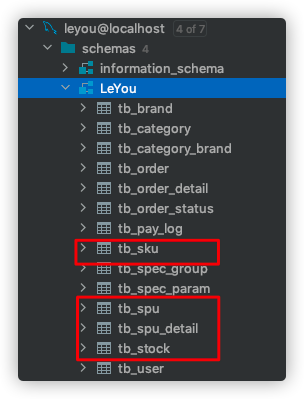 leyou@localhost 4 of 7
schemas 4
information_schema
LeYou
tb_brand
tb_category
tb_category_brand
tb_order
tb_order_detail
tb_order_status
tb_pay_log
tb_sku
tb_spec_group
tb_spec_param
tb_spu
tb_spu_detail
tb_stock
tb_user